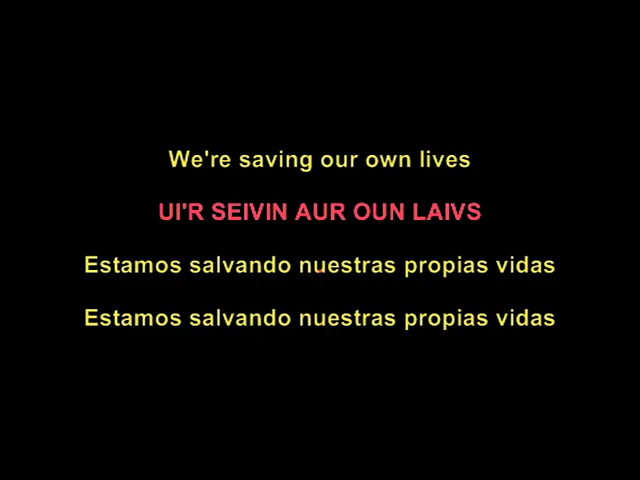 We're saving our own lives
UI'R SEIVIN AUR OUN LAIVS
Estamos salvando nuestras propias vidas
Estamos salvando nuestras propias vidas